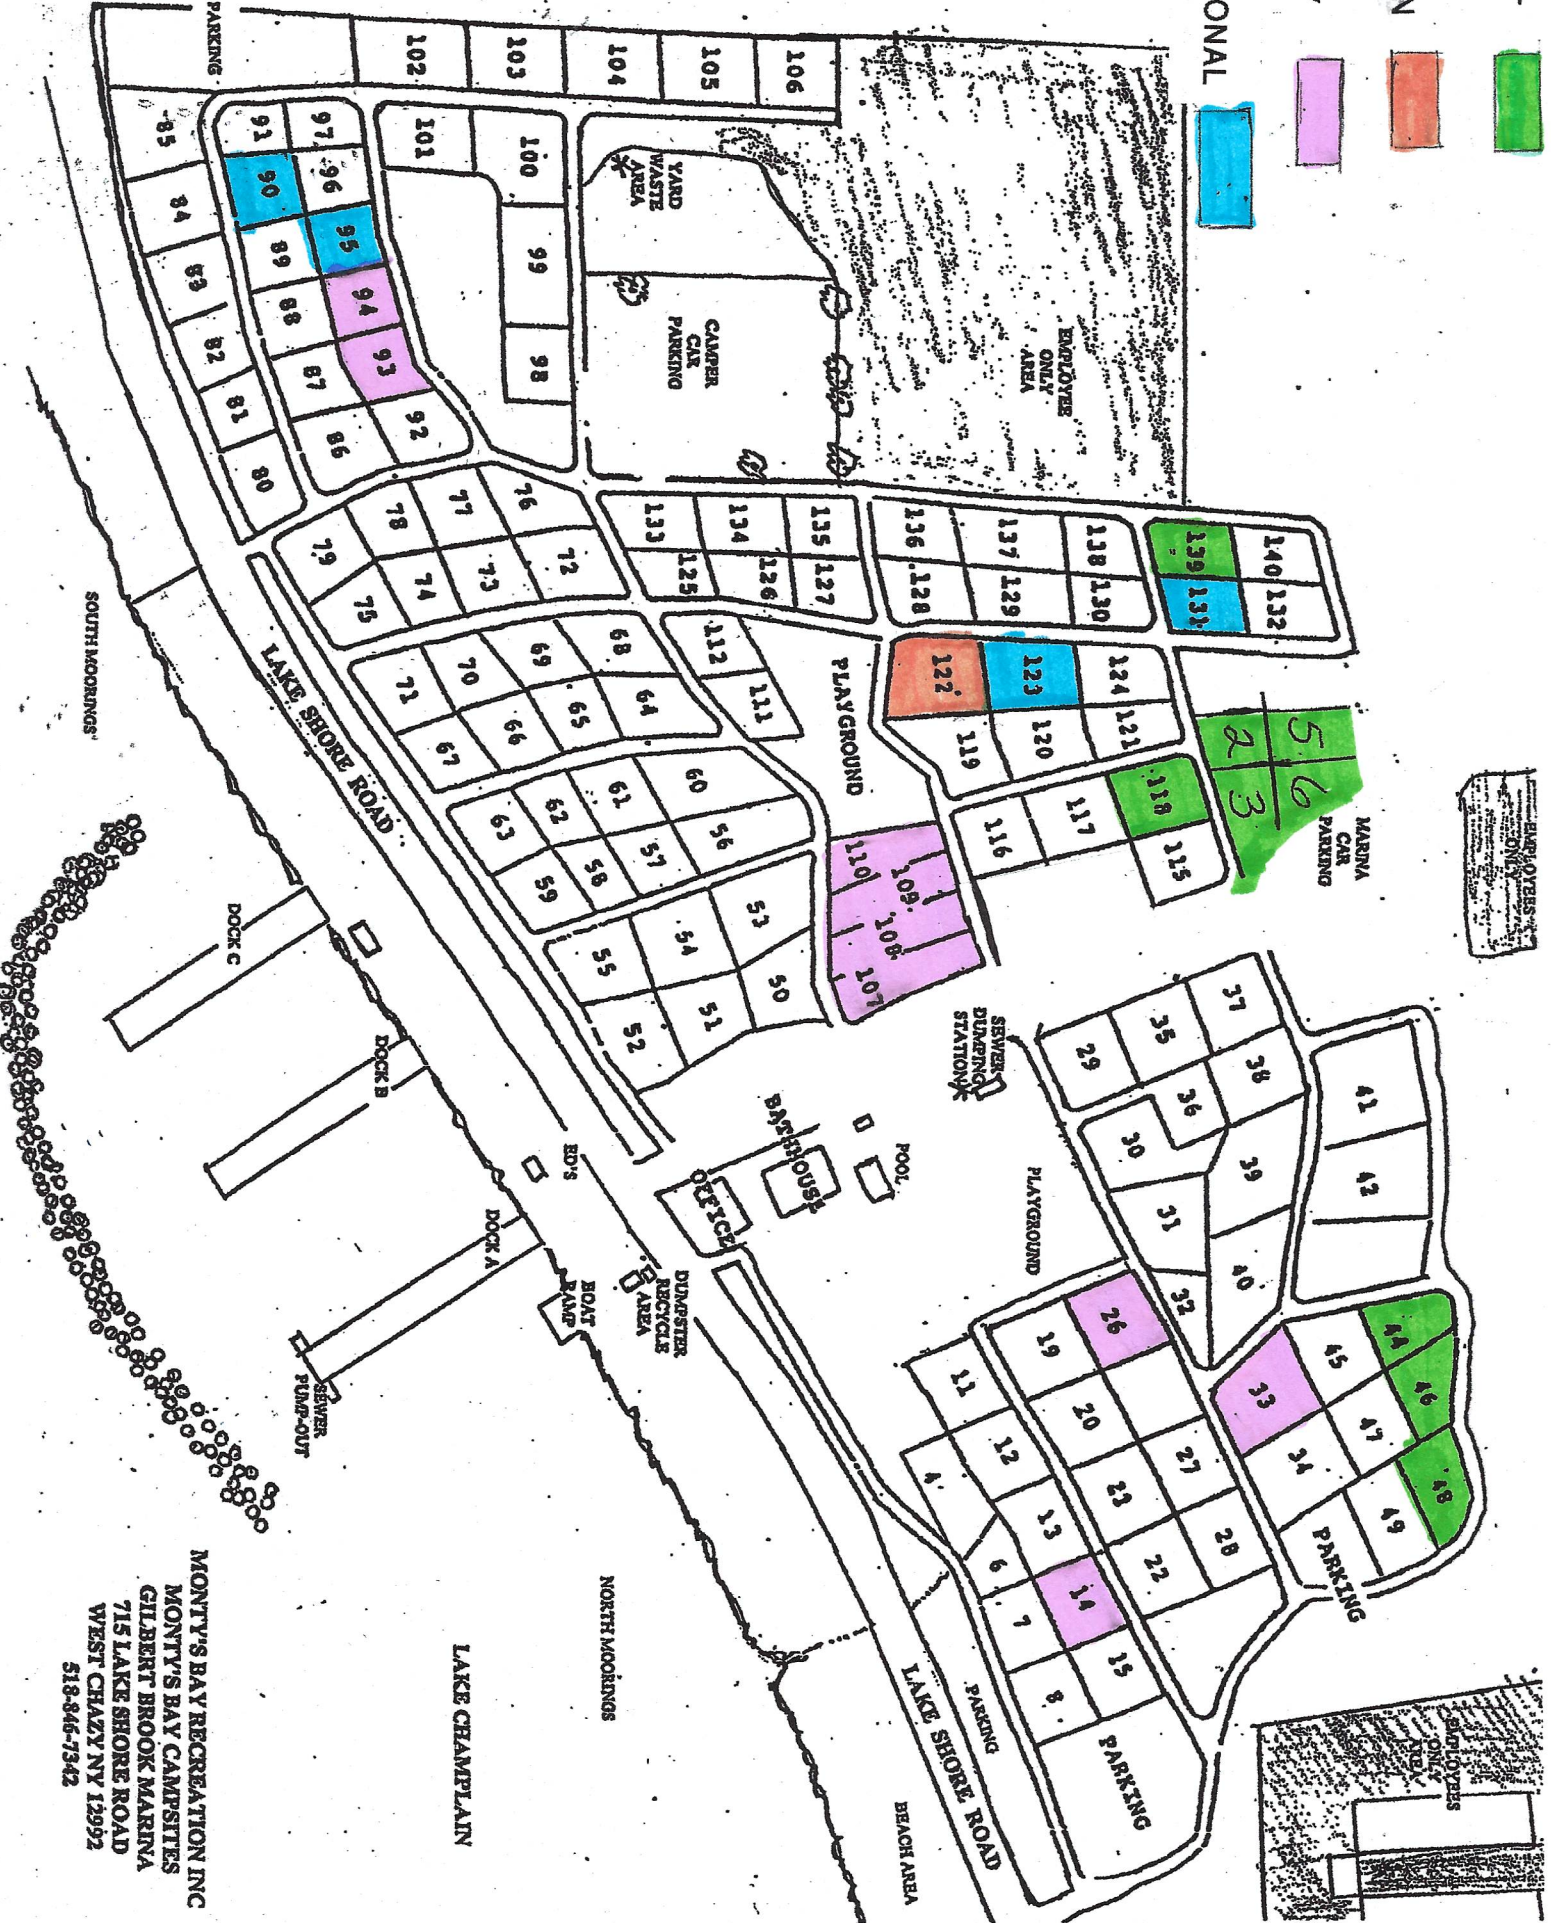 ONAL
N
PARKING
102
103
104
105
106
101
100
99
98
97
96
95
94
93
92
91
90
89
88
87
86
85
84
83
82
81
80
YARD
WASTE
AREA
CAMPER
CAR
PARKING
EMPLOYEE
ONLY
AREA
76
77
78
79
72
73
74
75
133
134
135
136
137
138
139
140
125
126
127
128
129
130
131
132
68
69
70
71
64
65
66
67
112
111
PLAYGROUND
122
123
124
119
120
121
116
117
118
115
5
6
2
3
MARINA
CAR
PARKING
EMPLOYEES
ONLY
60
61
62
63
56
57
58
59
53
54
55
50
51
52
110
109
108
107
SEWER
DUMPING
STATION
37
35
29
38
36
30
39
31
40
32
41
42
PLAYGROUND
POOL
BATHHOUSE
OFFICE
26
19
20
27
23
28
22
11
12
13
14
15
4
6
7
8
33
34
45
44
46
47
48
49
PARKING
PARKING
PARKING
EMPLOYEES
ONLY
AREA
LAKE SHORE ROAD
LAKE SHORE ROAD
BEACH AREA
SOUTH MOORINGS
DOCK C
DOCK B
DOCK A
ED'S
BOAT
RAMP
DUMPSTER
RECYCLE
AREA
SEWER
PUMP-OUT
NORTH MOORINGS
LAKE CHAMPLAIN
MONTY'S BAY RECREATION INC
MONTY'S BAY CAMPSITES
GILBERT BROOK MARINA
715 LAKE SHORE ROAD
WEST CHAZY NY 12992
518-846-7342